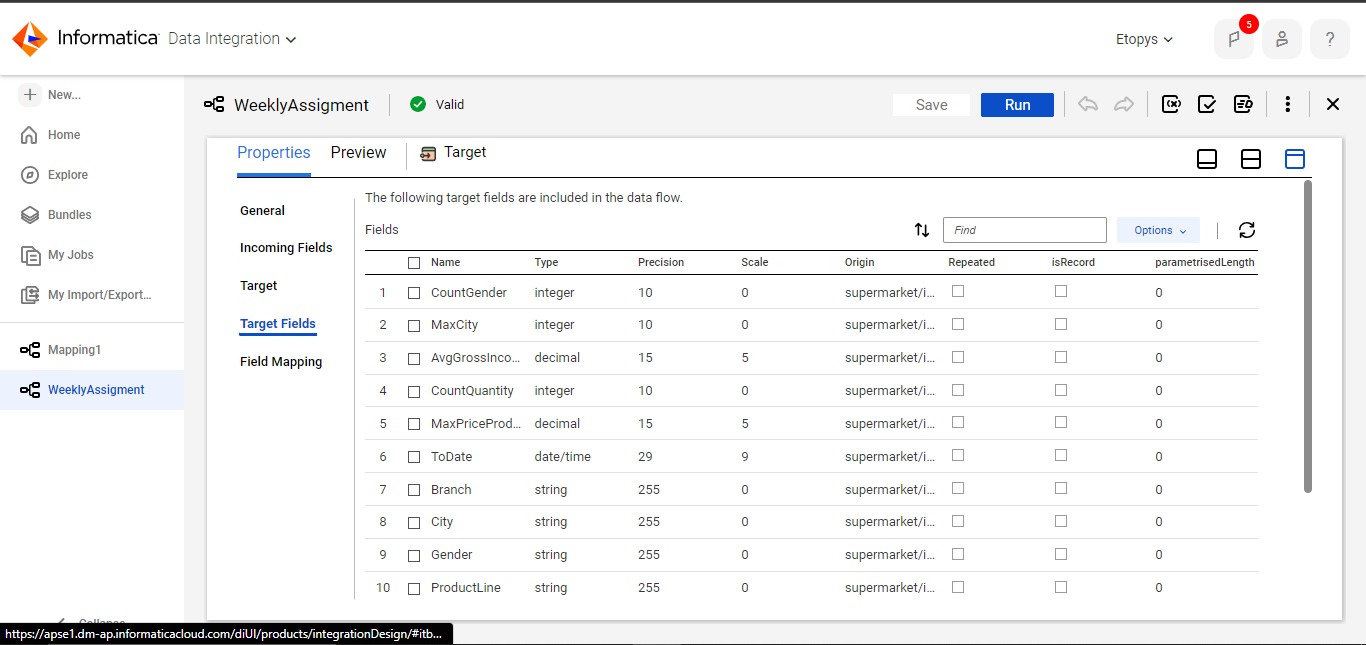 Informatica Data Integration
Etopys
5
?
New...
Home
Explore
Bundles
My Jobs
My Import/Export...
Mapping1
WeeklyAssigment
WeeklyAssigment
Valid
Save
Run
Properties Preview Target
General
Incoming Fields
Target
Target Fields
Field Mapping
The following target fields are included in the data flow.
Fields
Find
Options
Name Type Precision Scale Origin Repeated isRecord parametrisedLength
1 CountGender integer 10 0 supermarket/i... 0
2 MaxCity integer 10 0 supermarket/i... 0
3 AvgGrossInco... decimal 15 5 supermarket/i... 0
4 CountQuantity integer 10 0 supermarket/i... 0
5 MaxPriceProd... decimal 15 5 supermarket/i... 0
6 ToDate date/time 29 9 supermarket/i... 0
7 Branch string 255 0 supermarket/i... 0
8 City string 255 0 supermarket/i... 0
9 Gender string 255 0 supermarket/i... 0
10 ProductLine string 255 0 supermarket/i... 0
Collapse
https://apse1.dm-ap.informaticacloud.com/diUI/products/integrationDesign/#itb...